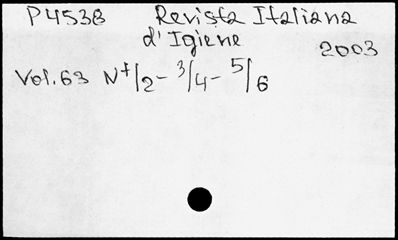 P4538 Revista Italiana
d'Igiene 2003
Vol.63 N 1/2 - 3/4 - 5/6